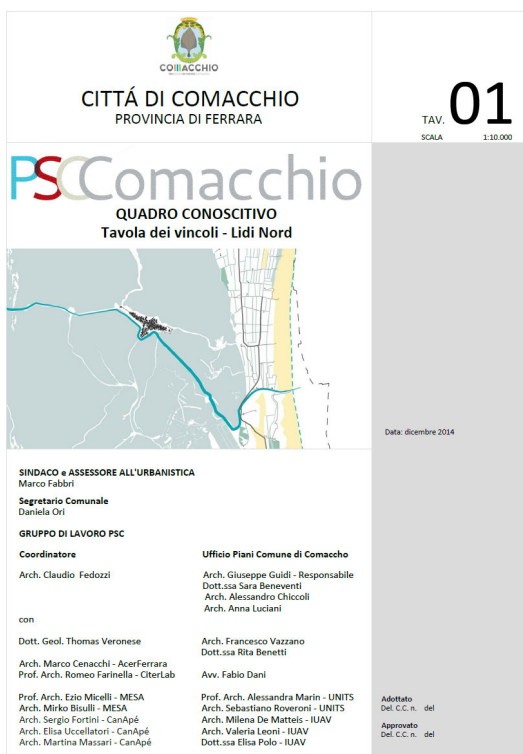 COMACCHIO
CITTÁ DI COMACCHIO
PROVINCIA DI FERRARA
TAV. 01
SCALA 1:10.000
PSCComacchio
QUADRO CONOSCITIVO
Tavola dei vincoli - Lidi Nord
Data: dicembre 2014
SINDACO e ASSESSORE ALL'URBANISTICA
Marco Fabbri
Segretario Comunale
Daniela Ori
GRUPPO DI LAVORO PSC
Coordinatore
Arch. Claudio Fedozzi
con
Dott. Geol. Thomas Veronese
Arch. Marco Cenacchi - AcerFerrara
Prof. Arch. Romeo Farinella - CiterLab
Prof. Arch. Ezio Micelli - MESA
Arch. Mirko Bisulli - MESA
Arch. Sergio Fortini - CanApé
Arch. Elisa Uccellatori - CanApé
Arch. Martina Massari - CanApé
Ufficio Piani Comune di Comaccho
Arch. Giuseppe Guidi - Responsabile
Dott.ssa Sara Beneventi
Arch. Alessandro Chiccoli
Arch. Anna Luciani
Arch. Francesco Vazzano
Dott.ssa Rita Benetti
Avv. Fabio Dani
Prof. Arch. Alessandra Marin - UNITS
Arch. Sebastiano Roveroni - UNITS
Arch. Milena De Matteis - IUAV
Arch. Valeria Leoni - IUAV
Dott.ssa Elisa Polo - IUAV
Adottato
Del. C.C. n. del
Approvato
Del. C.C. n. del